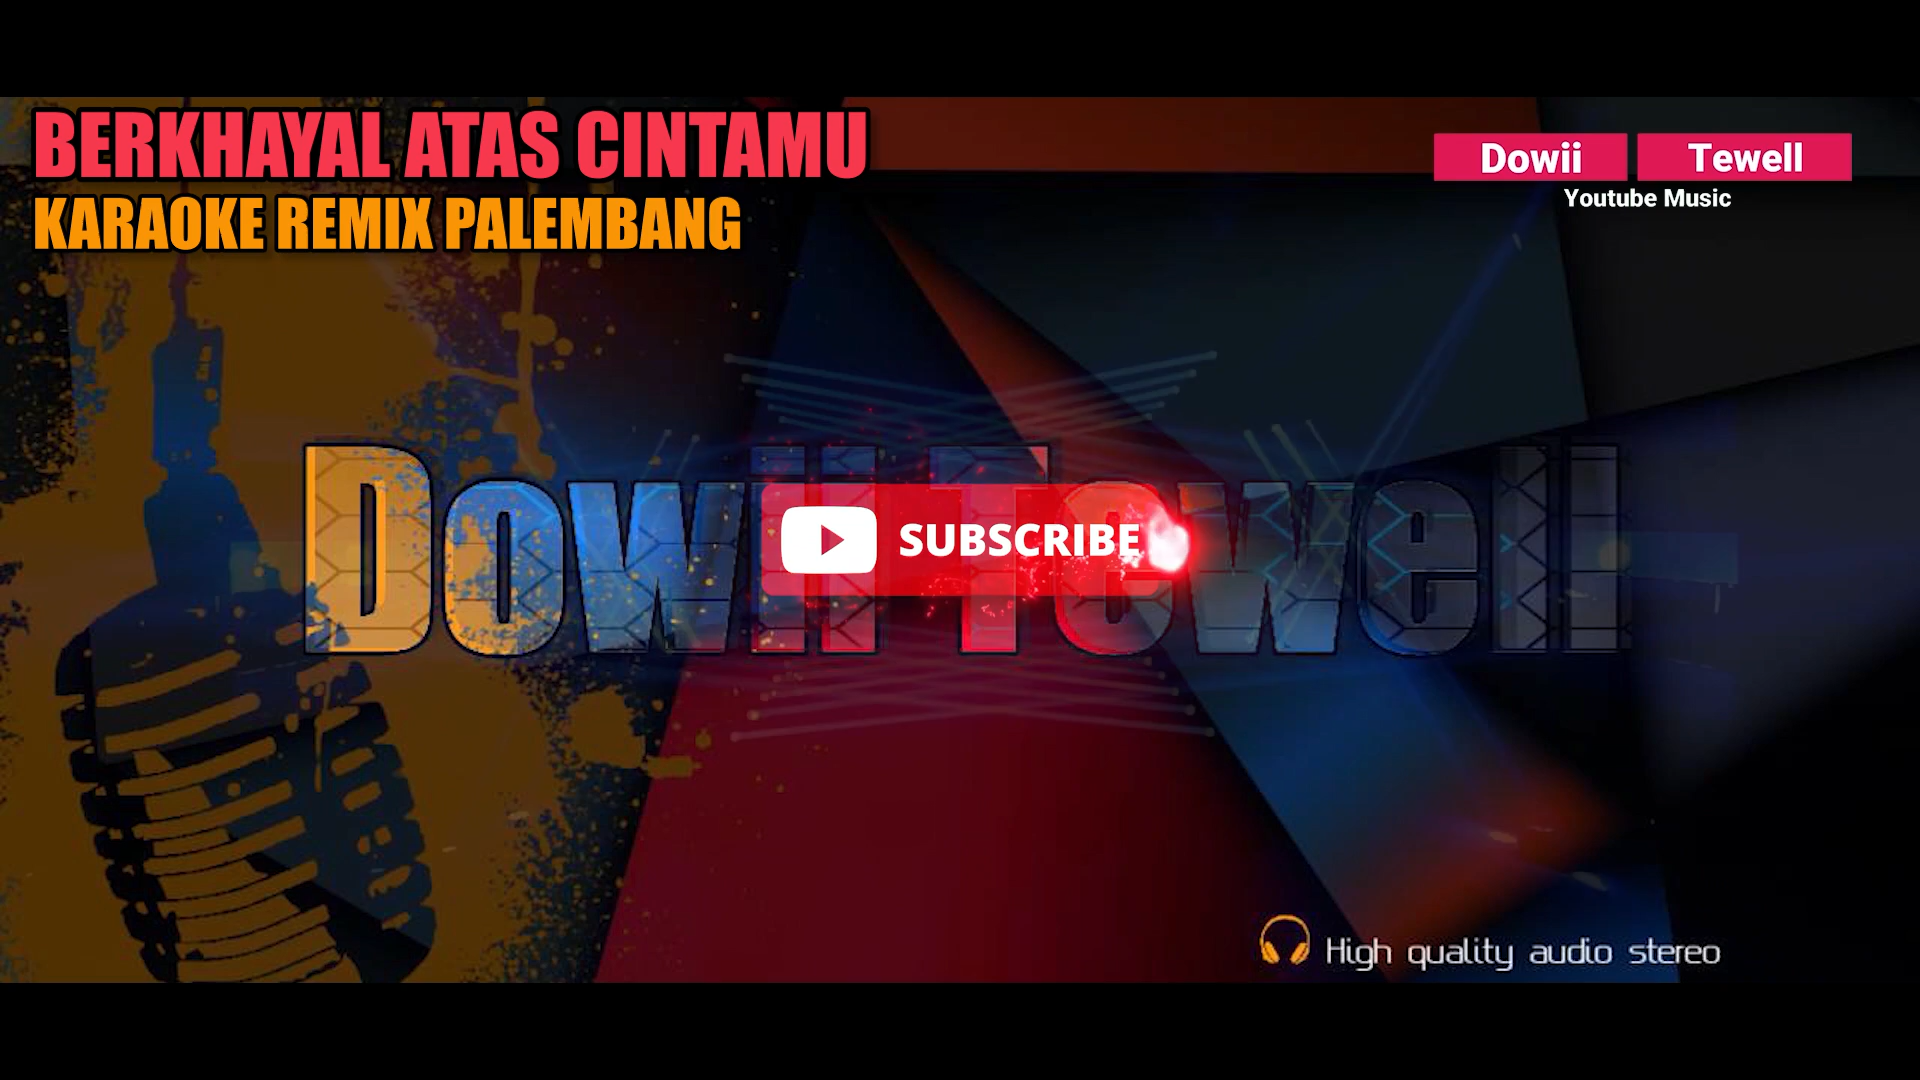 BERKHAYAL ATAS CINTAMU
KARAOKE REMIX PALEMBANG
Dowii Tewell
Youtube Music
Dowii Tewell
SUBSCRIBE
High quality audio stereo